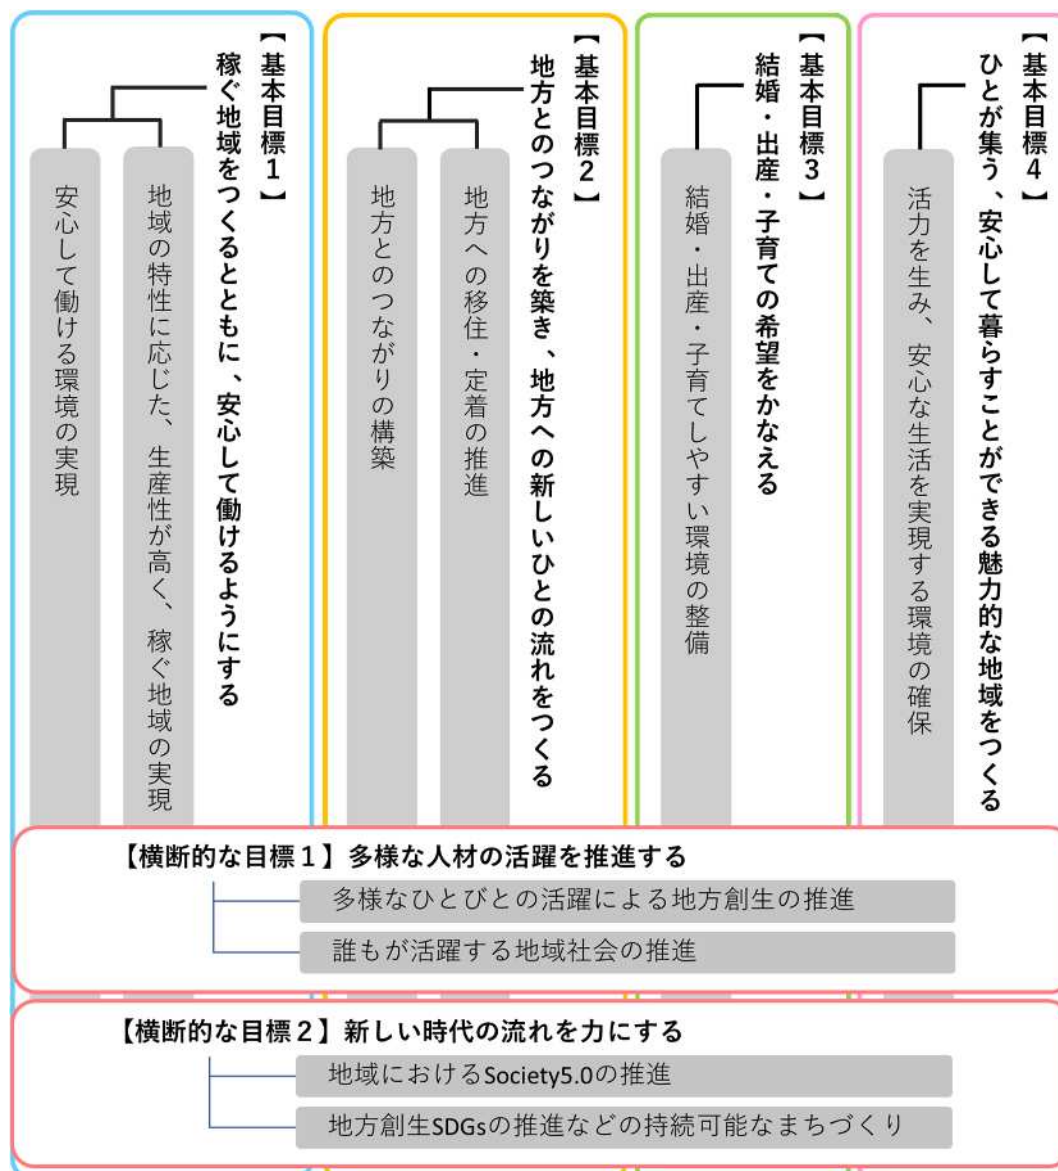 【基本目標1】
稼ぐ地域をつくるとともに、安心して働けるようにする
地域の特性に応じた、生産性が高く、稼ぐ地域の実現
安心して働ける環境の実現
【基本目標2】
地方とのつながりを築き、地方への新しいひとの流れをつくる
地方への移住・定着の推進
地方とのつながりの構築
【基本目標3】
結婚・出産・子育ての希望をかなえる
結婚・出産・子育てしやすい環境の整備
【基本目標4】
ひとが集う、安心して暮らすことができる魅力的な地域をつくる
活力を生み、安心な生活を実現する環境の確保
【横断的な目標１】多様な人材の活躍を推進する
多様なひとびとの活躍による地方創生の推進
誰もが活躍する地域社会の推進
【横断的な目標２】新しい時代の流れを力にする
地域におけるSociety5.0の推進
地方創生SDGsの推進などの持続可能なまちづくり